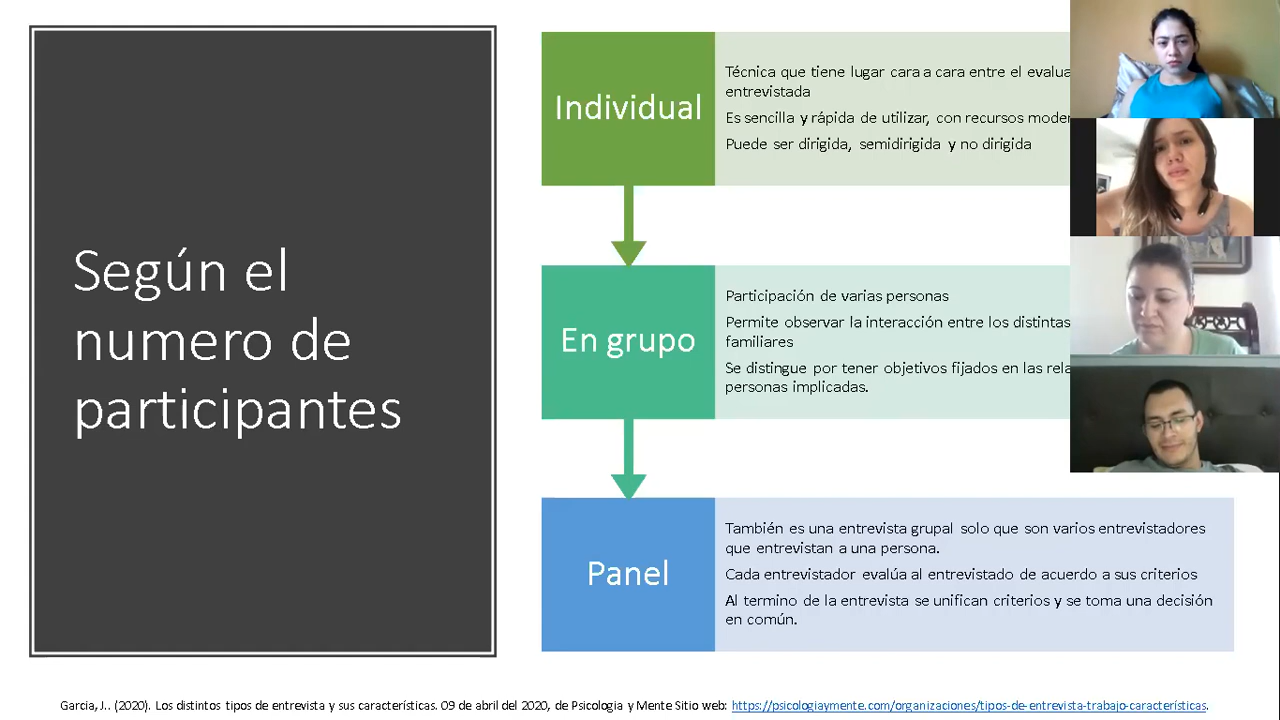 Según el
numero de
participantes
Individual
Técnica que tiene lugar cara a cara entre el
entrevistada
Es sencilla y rápida de utilizar, con recursos
Puede ser dirigida, semidirigida y no dirigida
En grupo
Participación de varias personas
Permite observar la interacción entre los distintas
familiares
Se distingue por tener objetivos fijados en las
personas implicadas.
Panel
También es una entrevista grupal solo que son varios entrevistadores
que entrevistan a una persona.
Cada entrevistador evalúa al entrevistado de acuerdo a sus criterios
Al termino de la entrevista se unifican criterios y se toma una decisión
en común.
Garcia, J.. (2020). Los distintos tipos de entrevista y sus características. 09 de abril del 2020, de Psicologia y Mente Sitio web: https://psicologiaymente.com/organizaciones/tipos-de-entrevista-trabajo-características.